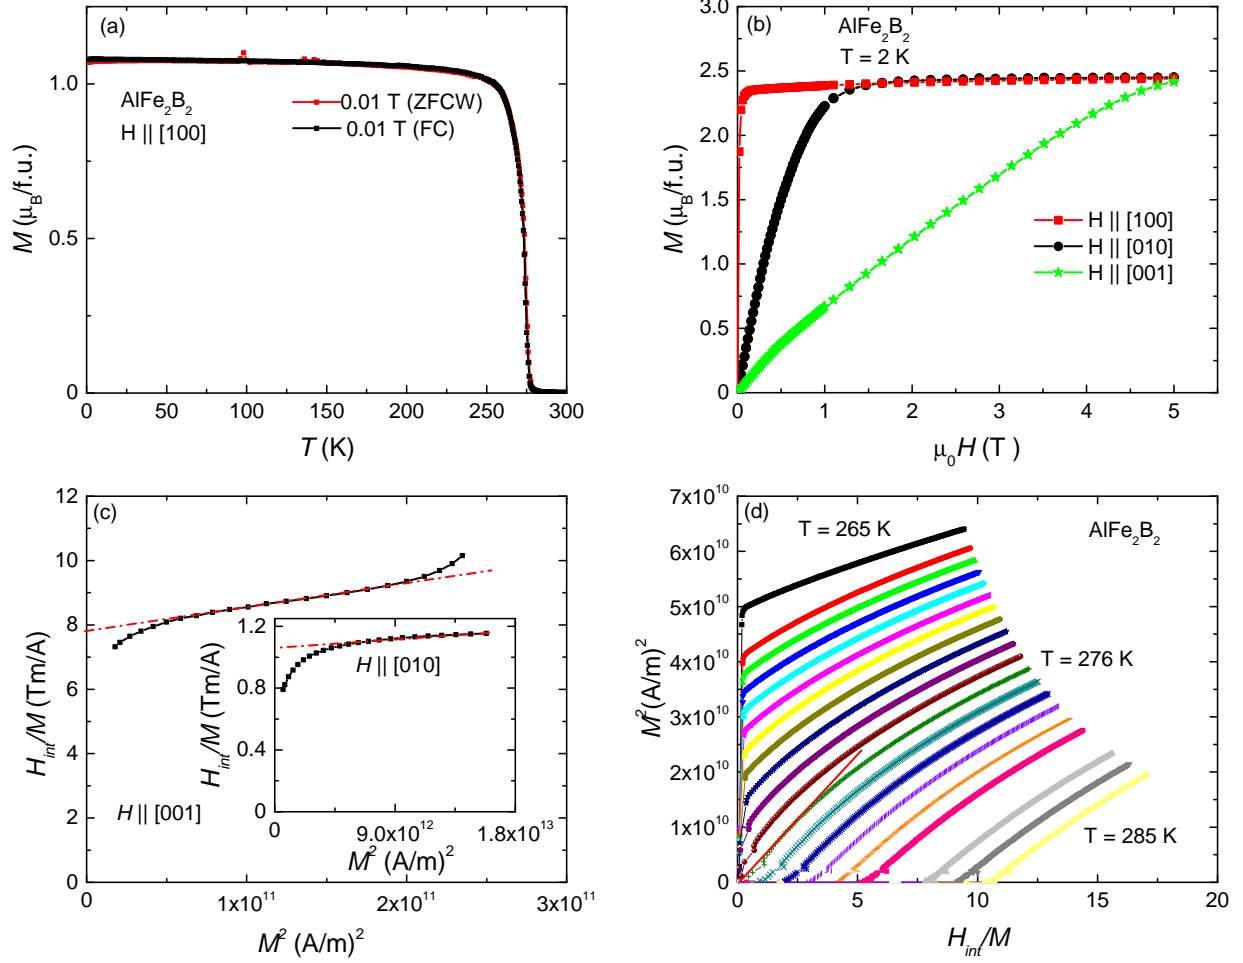 (a)
AlFe2B2
H || [100]
0.01 T (ZFCW)
0.01 T (FC)
M (μB/f.u.)
1.0
0.5
0
0 50 100 150 200 250 300
T (K)
(b)
AlFe2B2
T = 2 K
H || [100]
H || [010]
H || [001]
M (μB/f.u.)
3.0
2.5
2.0
1.5
1.0
0.5
0.0
0 1 2 3 4 5
μ0H (T )
(c)
Hint/M (Tm/A)
12
10
8
6
4
2
0
0 1x10^11 2x10^11 3x10^11
M^2 (A/m)^2
H || [001]
H || [010]
Hint/M (Tm/A)
1.2
0.8
0.4
0
0 9.0x10^12 1.8x10^13
M^2 (A/m)^2
(d)
T = 265 K
AlFe2B2
T = 276 K
T = 285 K
M^2 (A/m)^2
7x10^10
6x10^10
5x10^10
4x10^10
3x10^10
2x10^10
1x10^10
0
0 5 10 15 20
Hint/M